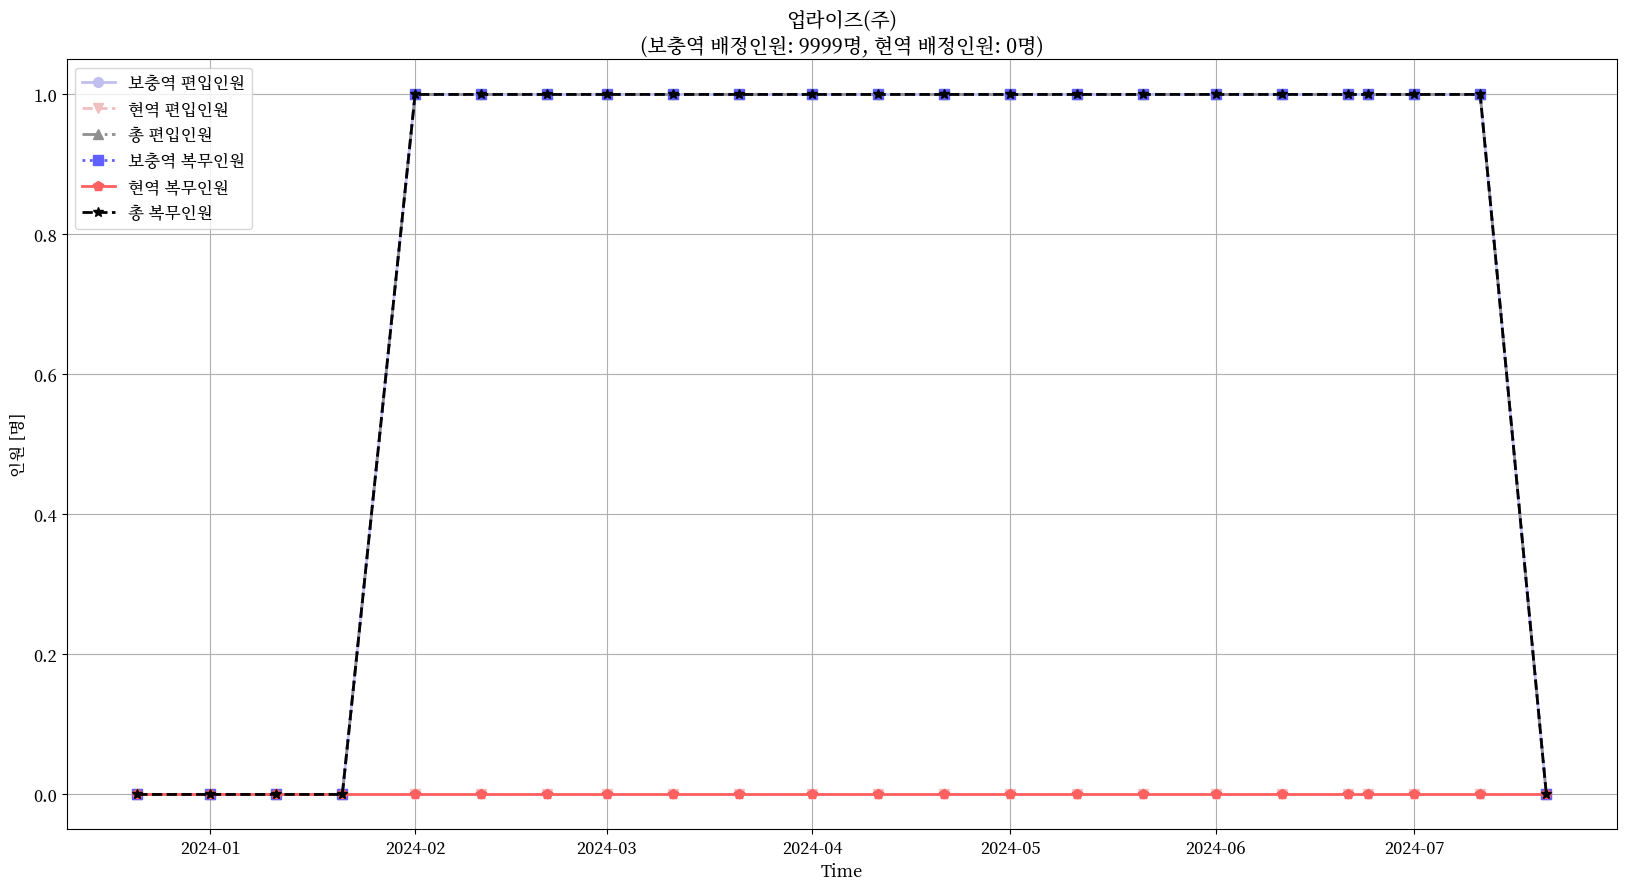 업라이즈(주)
(보충역 배정인원: 9999명, 현역 배정인원: 0명)
보충역 편입인원
현역 편입인원
총 편입인원
보충역 복무인원
현역 복무인원
총 복무인원
1.0
0.8
0.6
0.4
0.2
0.0
인원 [명]
2024-01
2024-02
2024-03
2024-04
2024-05
2024-06
2024-07
Time